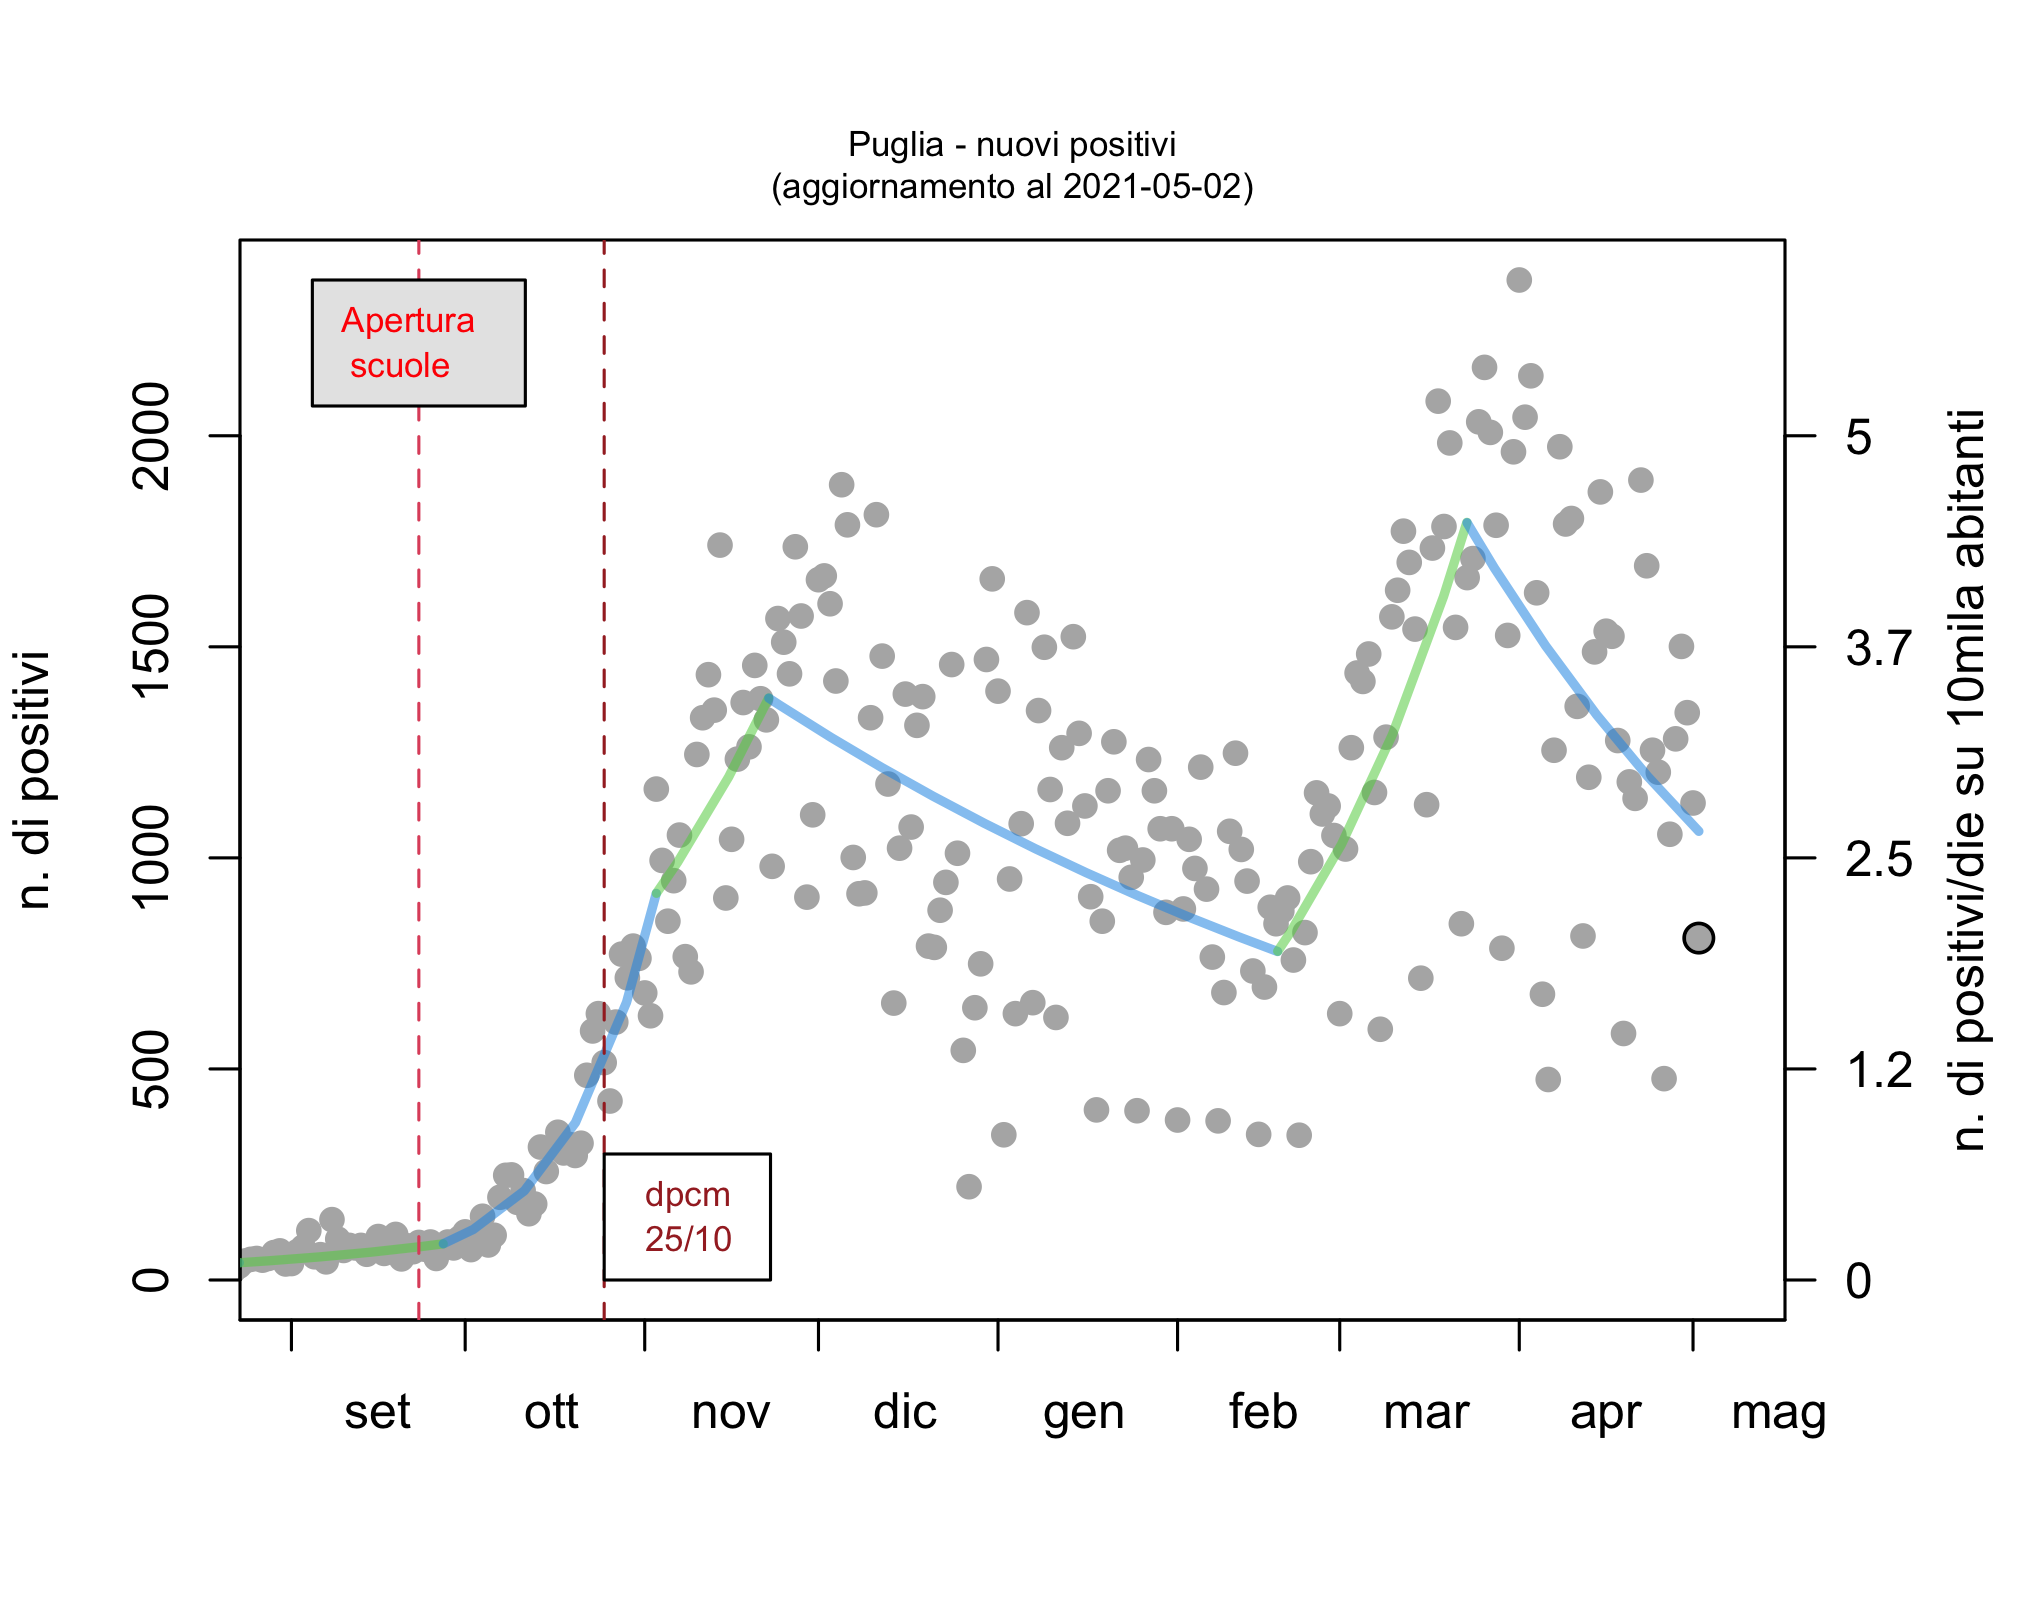 Puglia - nuovi positivi
(aggiornamento al 2021-05-02)
Apertura
scuole
dpcm
25/10
n. di positivi
0
500
1000
1500
2000
0
1.2
2.5
3.7
5
n. di positivi/die su 10mila abitanti
set ott nov dic gen feb mar apr mag